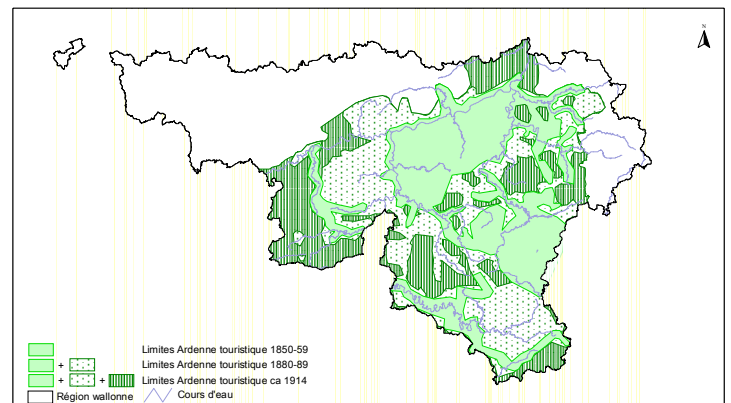 N
Limites Ardenne touristique 1850-59
+ Limites Ardenne touristique 1880-89
+ + Limites Ardenne touristique ca 1914
Région wallonne Cours d'eau